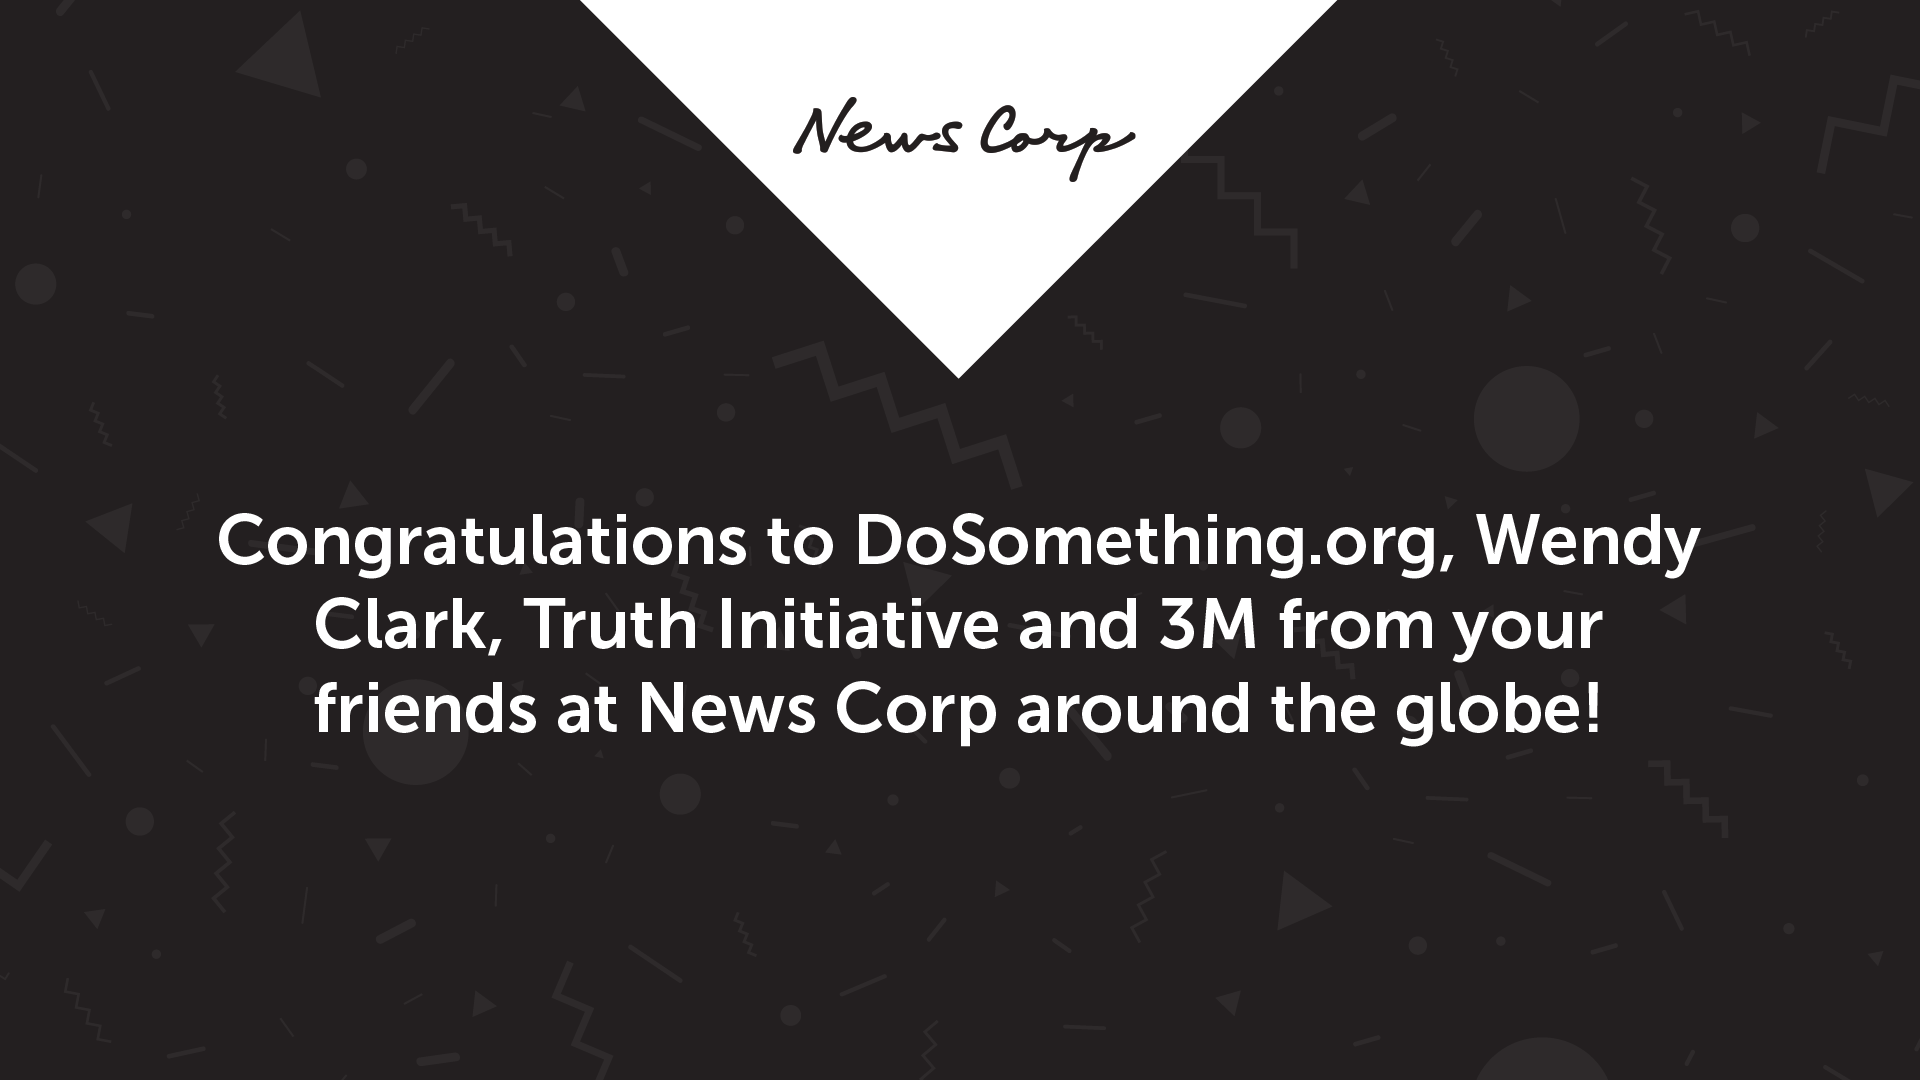 News Corp
Congratulations to DoSomething.org, Wendy
Clark, Truth Initiative and 3M from your
friends at News Corp around the globe!